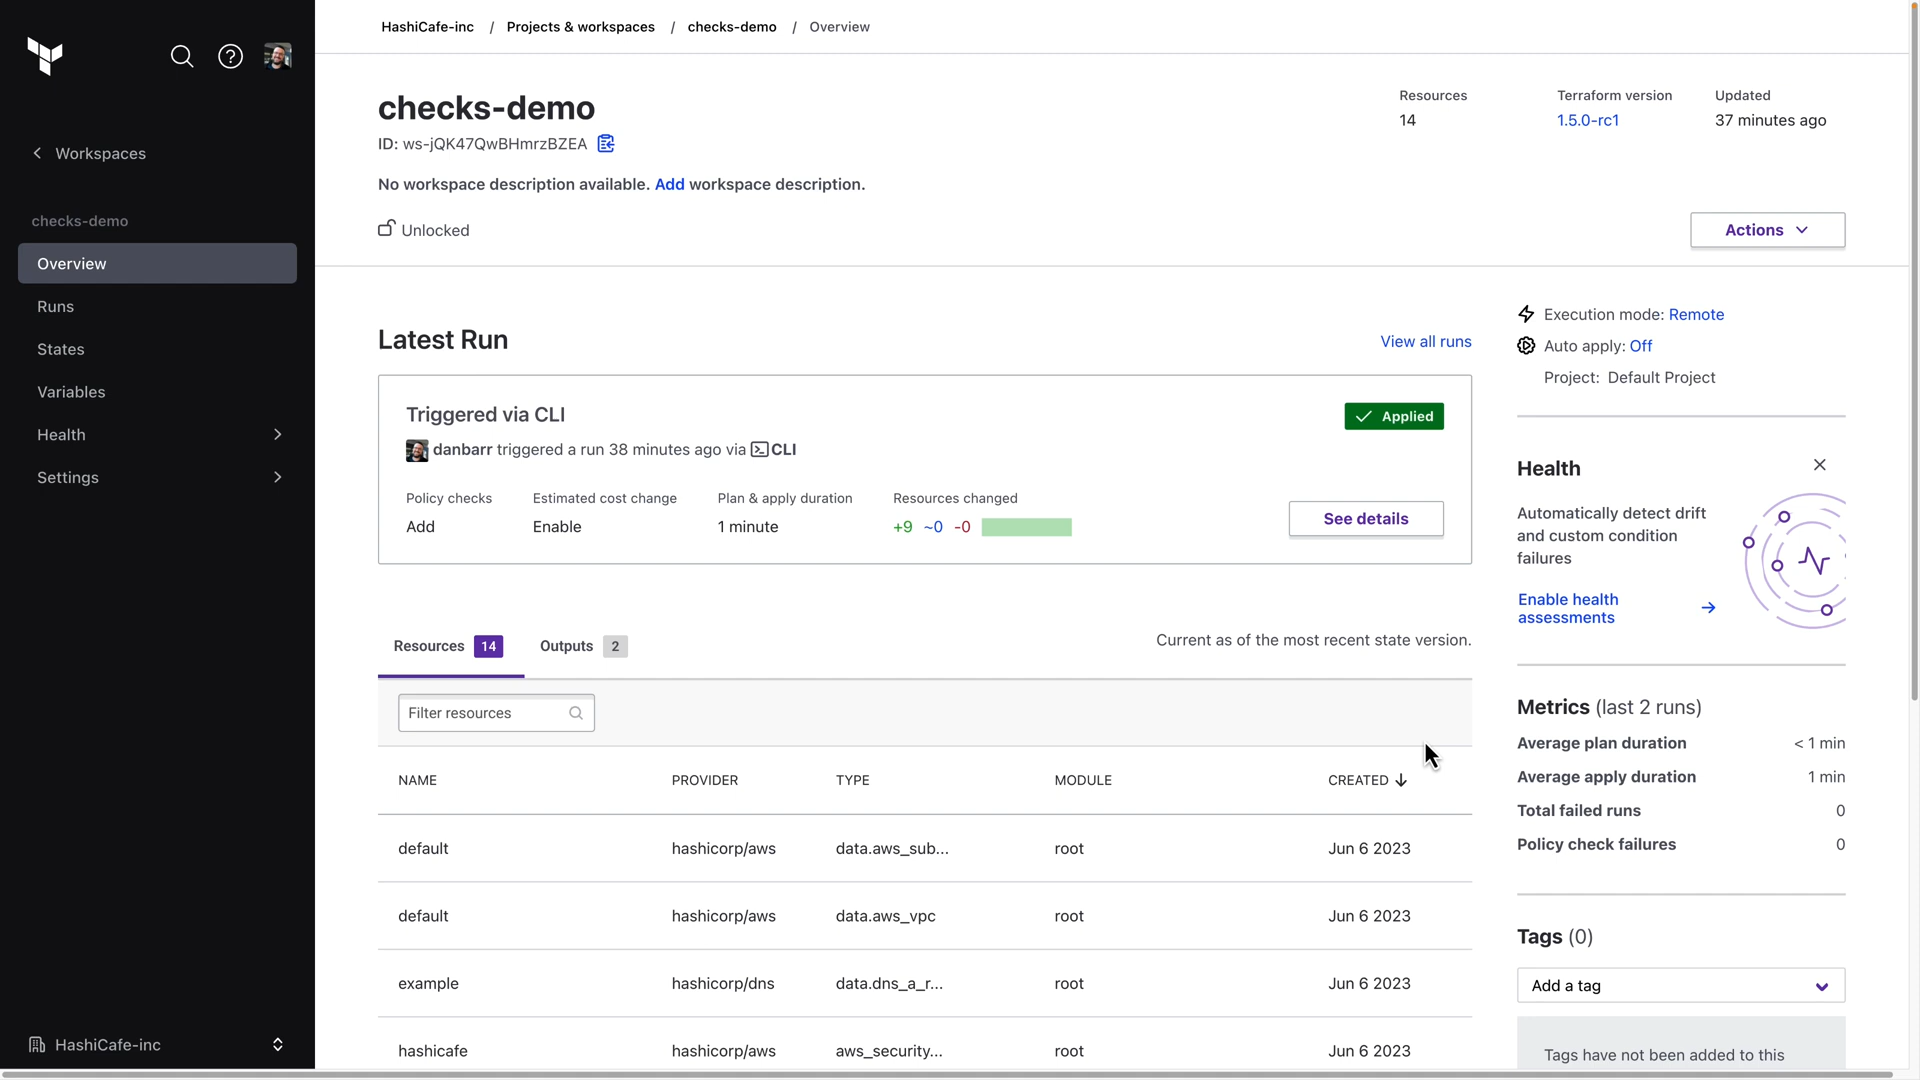 HashiCafe-inc / Projects & workspaces / checks-demo / Overview
Workspaces
checks-demo
Overview
Runs
States
Variables
Health
Settings
HashiCafe-inc
checks-demo
ID: ws-jQK47QwBHmrzBZEA
No workspace description available. Add workspace description.
Unlocked
Resources
14
Terraform version
1.5.0-rc1
Updated
37 minutes ago
Actions
Latest Run
View all runs
Triggered via CLI
Applied
danbarr triggered a run 38 minutes ago via CLI
Policy checks
Add
Estimated cost change
Enable
Plan & apply duration
1 minute
Resources changed
+9 ~0 -0
See details
Resources 14
Outputs 2
Current as of the most recent state version.
Filter resources
NAME PROVIDER TYPE MODULE CREATED
default hashicorp/aws data.aws_sub... root Jun 6 2023
default hashicorp/aws data.aws_vpc root Jun 6 2023
example hashicorp/dns data.dns_a_r... root Jun 6 2023
hashicafe hashicorp/aws aws_security... root Jun 6 2023
Execution mode: Remote
Auto apply: Off
Project: Default Project
Health
Automatically detect drift
and custom condition
failures
Enable health
assessments
Metrics (last 2 runs)
Average plan duration < 1 min
Average apply duration 1 min
Total failed runs 0
Policy check failures 0
Tags (0)
Add a tag
Tags have not been added to this